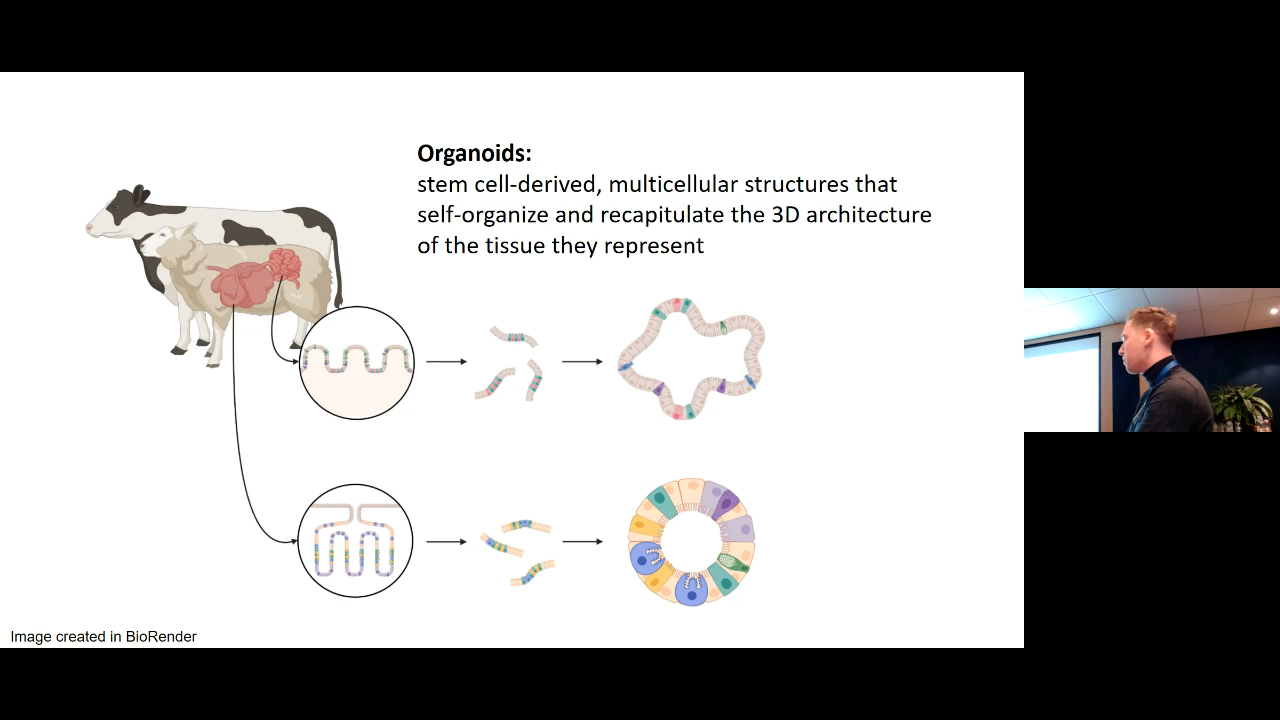 Organoids:
stem cell-derived, multicellular structures that
self-organize and recapitulate the 3D architecture
of the tissue they represent
Image created in BioRender